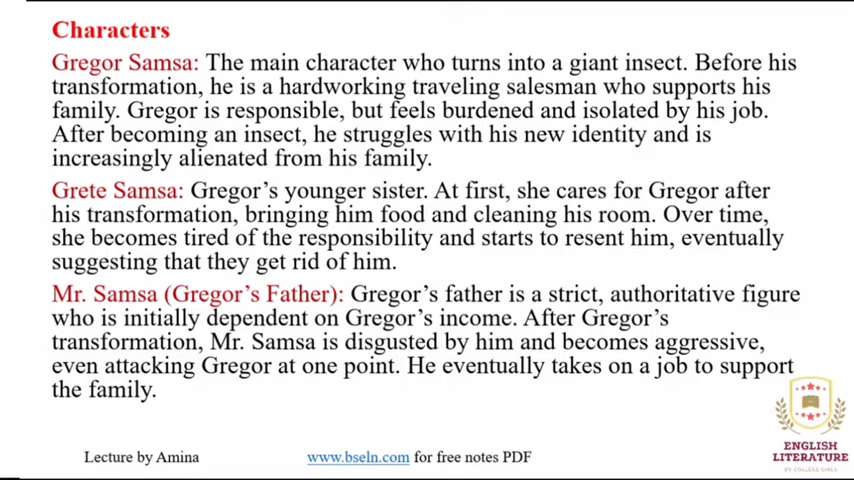 Characters
Gregor Samsa: The main character who turns into a giant insect. Before his
transformation, he is a hardworking traveling salesman who supports his
family. Gregor is responsible, but feels burdened and isolated by his job.
After becoming an insect, he struggles with his new identity and is
increasingly alienated from his family.
Grete Samsa: Gregor's younger sister. At first, she cares for Gregor after
his transformation, bringing him food and cleaning his room. Over time,
she becomes tired of the responsibility and starts to resent him, eventually
suggesting that they get rid of him.
Mr. Samsa (Gregor's Father): Gregor's father is a strict, authoritative figure
who is initially dependent on Gregor's income. After Gregor's
transformation, Mr. Samsa is disgusted by him and becomes aggressive,
even attacking Gregor at one point. He eventually takes on a job to support
the family.
Lecture by Amina
www.bseln.com for free notes PDF
ENGLISH
LITERATURE
BY COLLEGE GIRLS